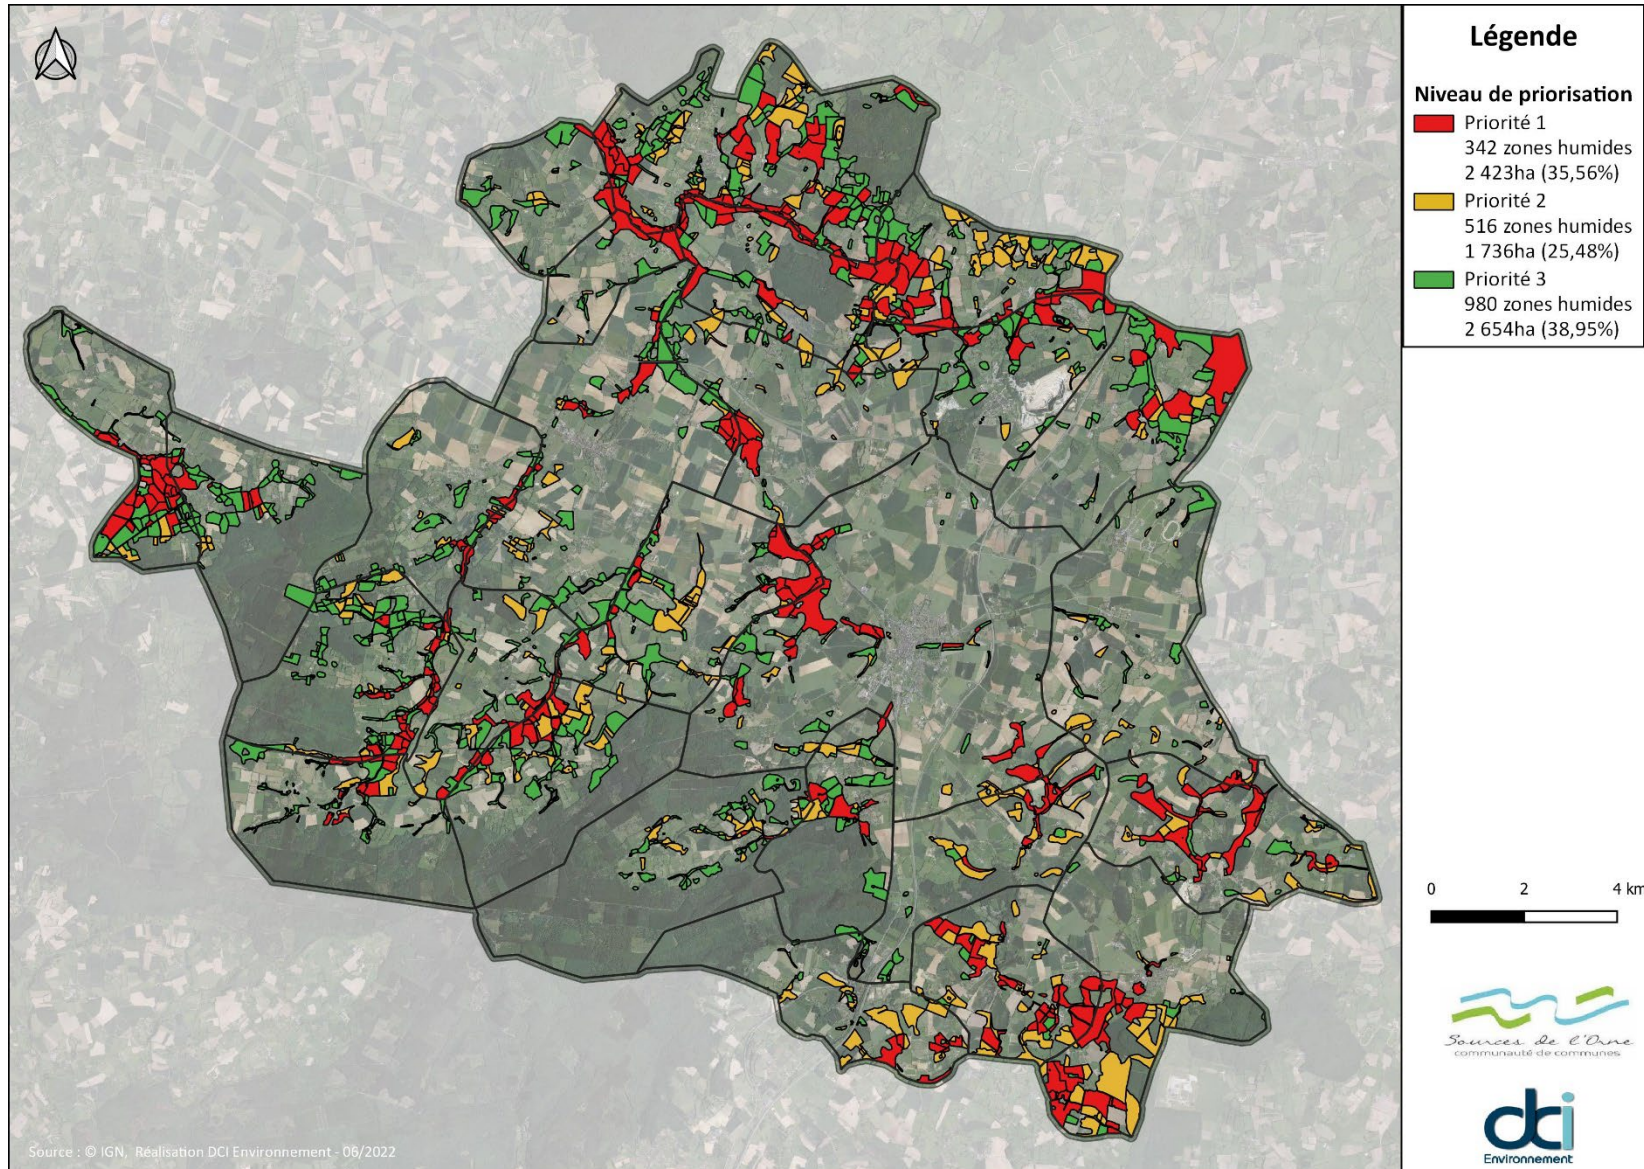 Légende
Niveau de priorisation
Priorité 1
342 zones humides
2 423ha (35,56%)
Priorité 2
516 zones humides
1 736ha (25,48%)
Priorité 3
980 zones humides
2 654ha (38,95%)
0 2 4 km
Sources de l'Orne
communauté de communes
dci
Environnement
Source : © IGN, Réalisation DCI Environnement - 06/2022